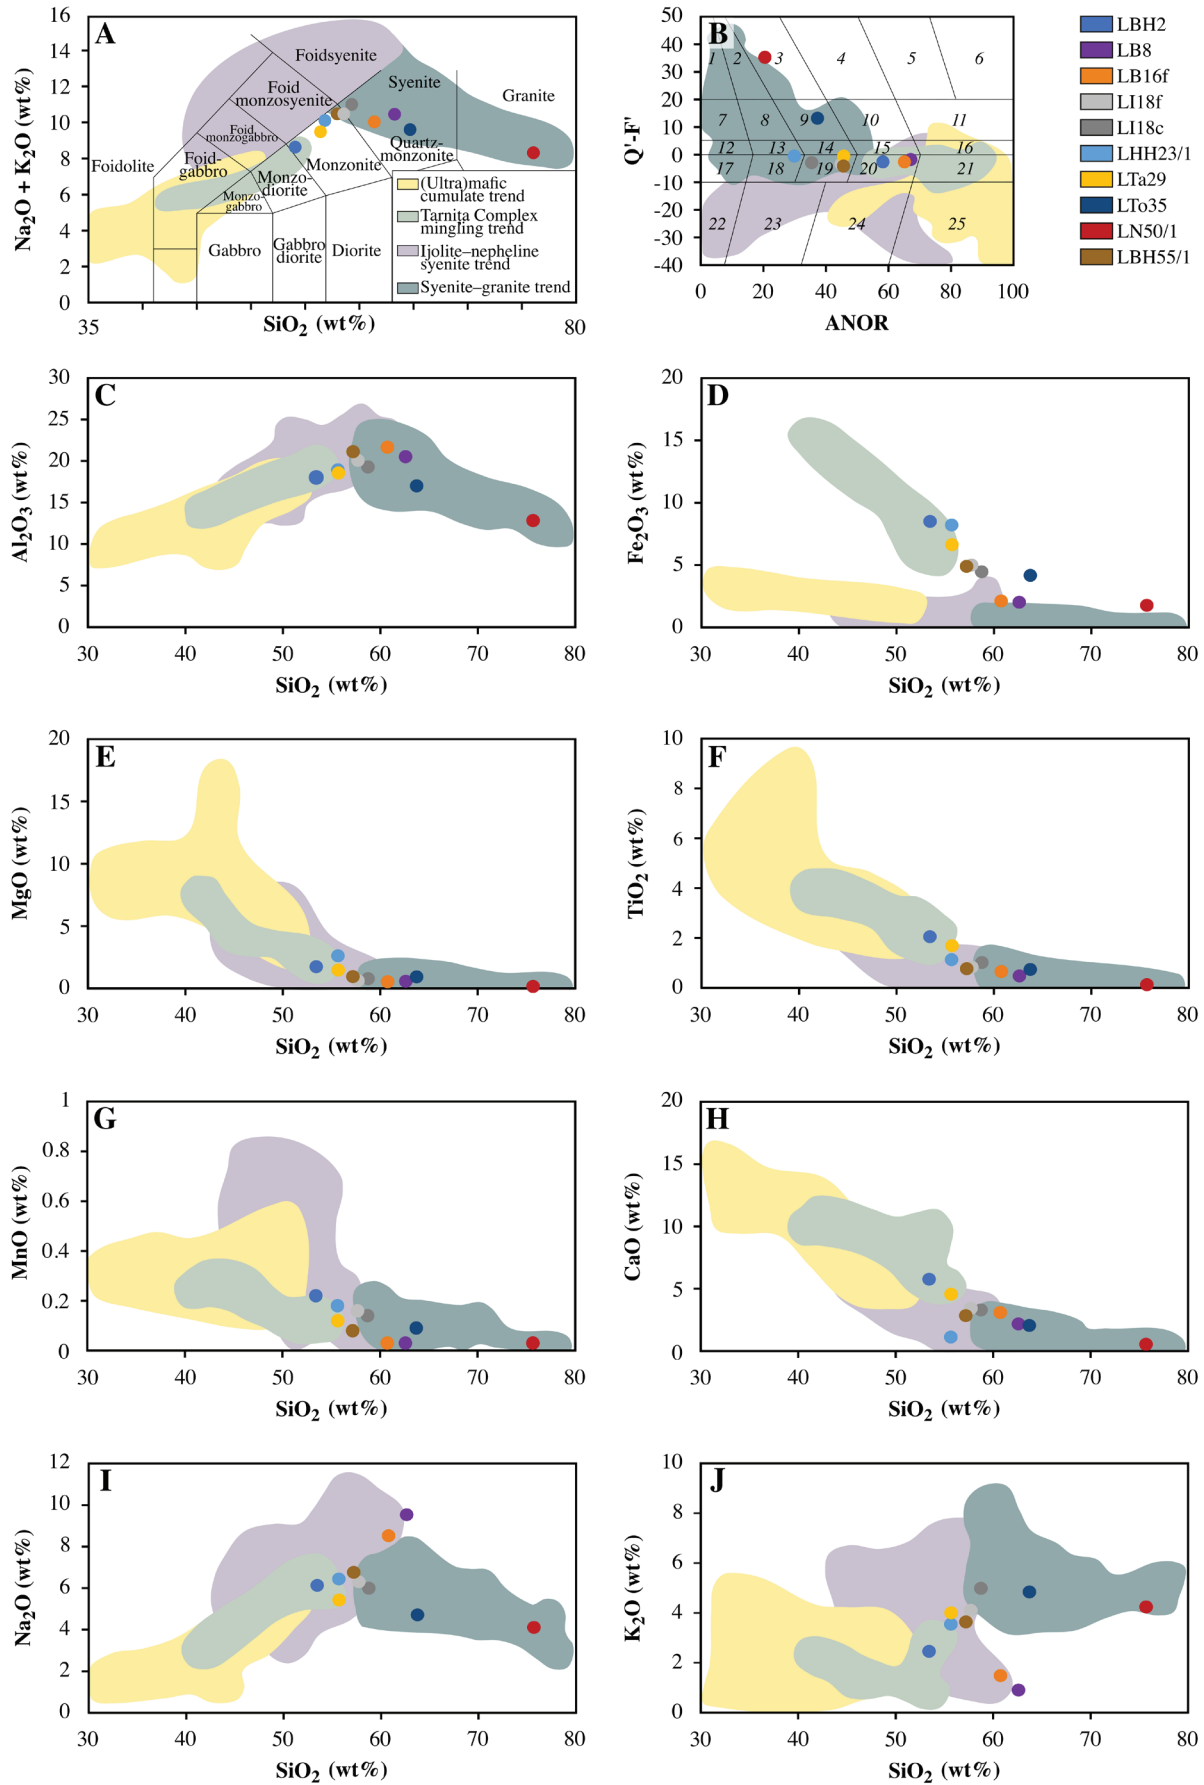 A
Na2O + K2O (wt%)
16
14
12
10
8
6
4
2
0
35
SiO2 (wt%)
80
Foidsyenite
Foid
monzosyenite
Syenite
Granite
Foid
monzogabbro
Foidolite
Foid-
gabbro
Monzo-
diorite
Monzonite
Quartz-
monzonite
Monzo-
gabbro
Gabbro
Gabbro
diorite
Diorite
(Ultra)mafic
cumulate trend
Tarnita Complex
mingling trend
Ijolite–nepheline
syenite trend
Syenite–granite trend
B
Q'-F'
50
40
30
20
10
0
-10
-20
-30
-40
1 2 3 4 5 6
7 8 9 10 11
12 13 14 15 16
17 18 19 20 21
22 23 24 25
0 20 40 60 80 100
ANOR
LBH2
LB8
LB16f
LI18f
LI18c
LHH23/1
LTa29
LTo35
LN50/1
LBH55/1
C
Al2O3 (wt%)
30
25
20
15
10
5
0
30 40 50 60 70 80
SiO2 (wt%)
D
Fe2O3 (wt%)
20
15
10
5
0
30 40 50 60 70 80
SiO2 (wt%)
E
MgO (wt%)
20
15
10
5
0
30 40 50 60 70 80
SiO2 (wt%)
F
TiO2 (wt%)
10
8
6
4
2
0
30 40 50 60 70 80
SiO2 (wt%)
G
MnO (wt%)
1
0.8
0.6
0.4
0.2
0
30 40 50 60 70 80
SiO2 (wt%)
H
CaO (wt%)
20
15
10
5
0
30 40 50 60 70 80
SiO2 (wt%)
I
Na2O (wt%)
12
10
8
6
4
2
0
30 40 50 60 70 80
SiO2 (wt%)
J
K2O (wt%)
10
8
6
4
2
0
30 40 50 60 70 80
SiO2 (wt%)